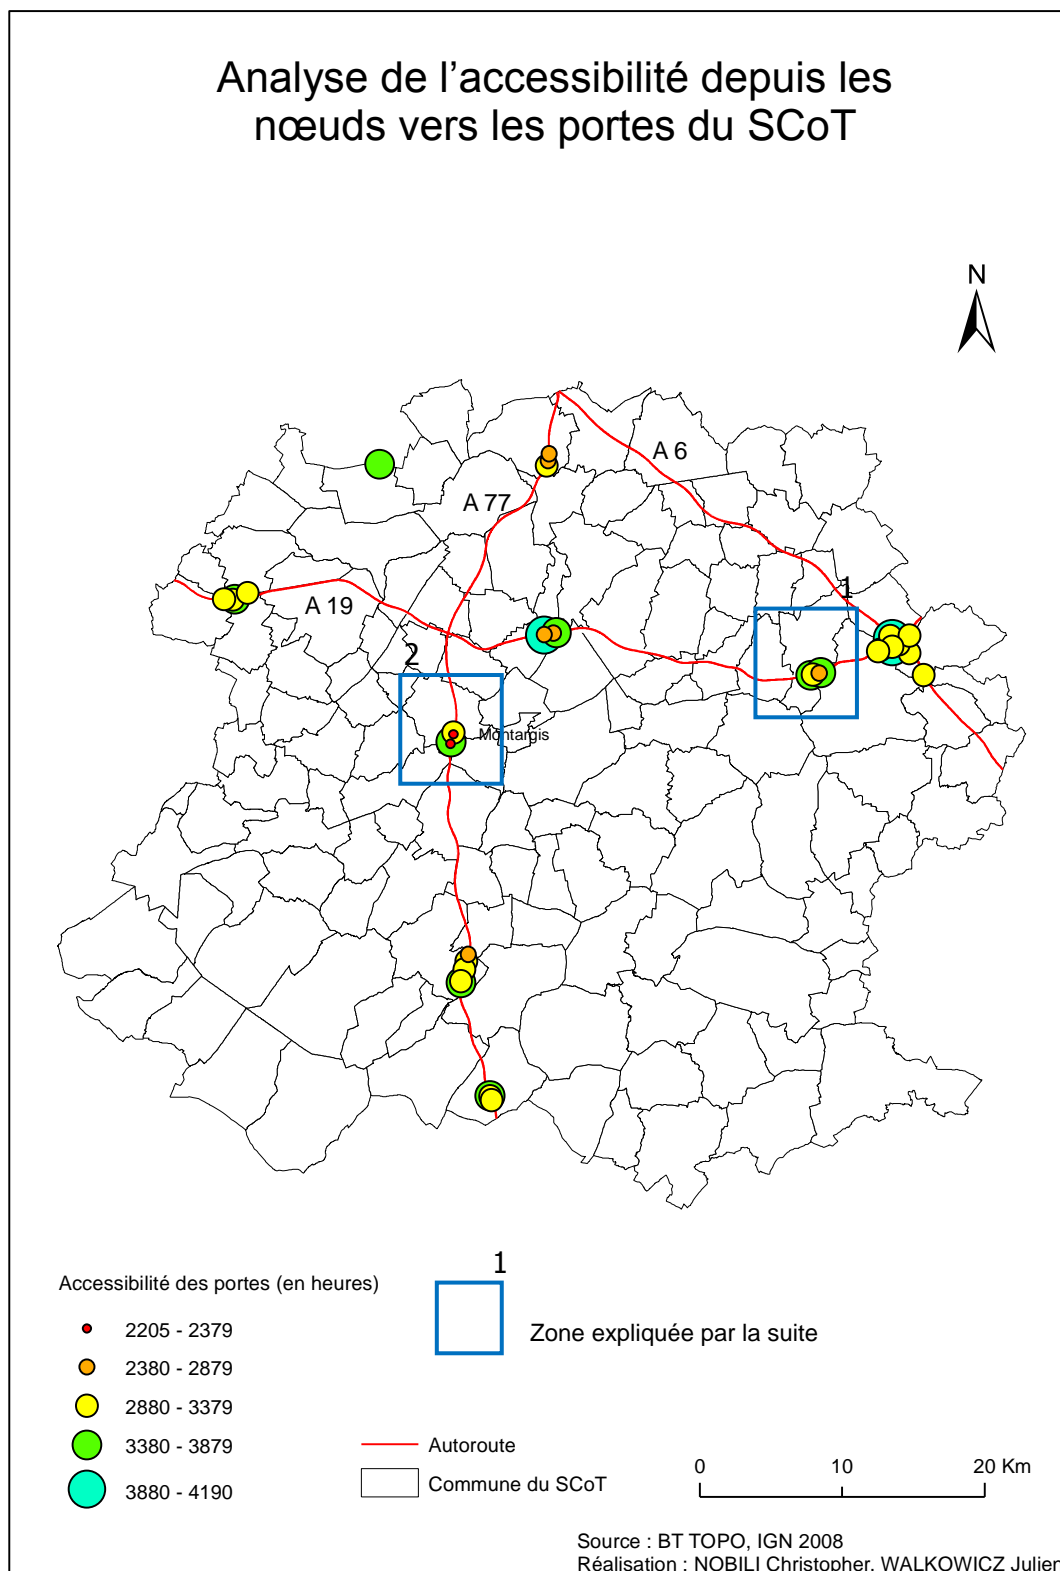 Analyse de l'accessibilité depuis les
nœuds vers les portes du SCoT
N
A 6
A 77
1
A 19
2
Montargis
1
Accessibilité des portes (en heures)
2205 - 2379
Zone expliquée par la suite
2380 - 2879
2880 - 3379
3380 - 3879
3880 - 4190
Autoroute
Commune du SCoT
0 10 20 Km
Source : BT TOPO, IGN 2008
Réalisation : NOBILI Christopher, WALKOWICZ Julien